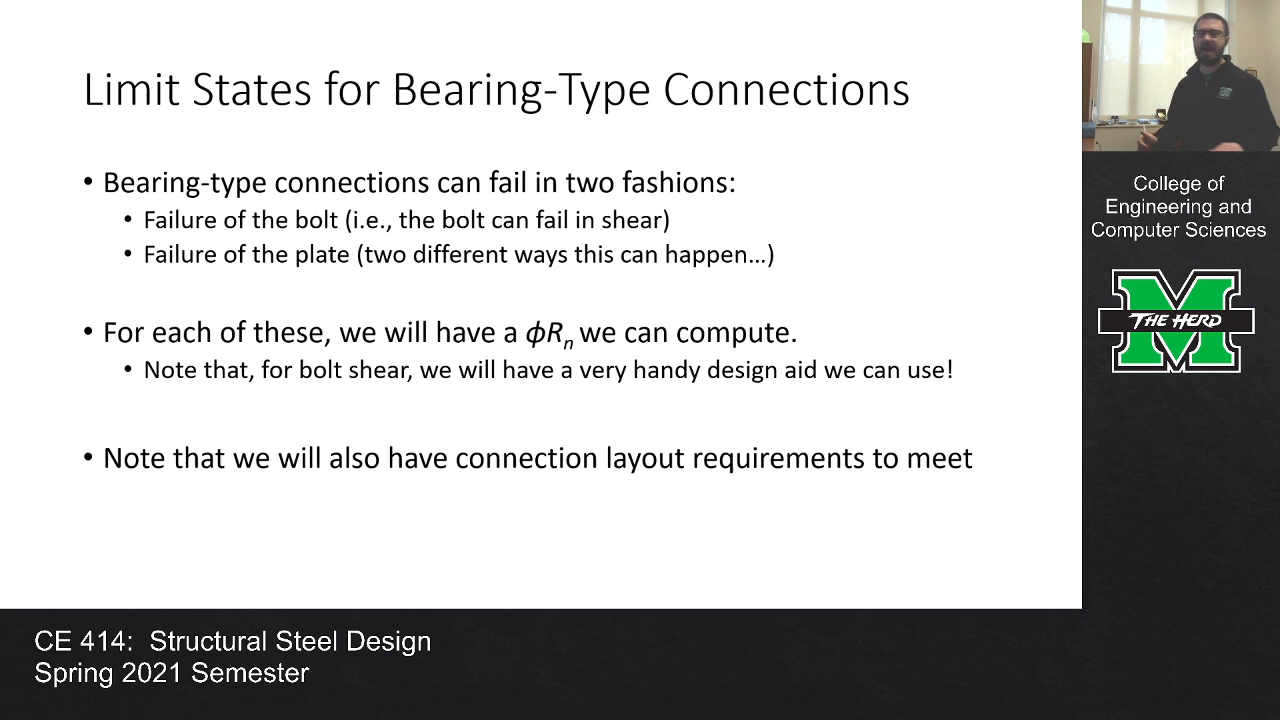 Limit States for Bearing-Type Connections
• Bearing-type connections can fail in two fashions:
• Failure of the bolt (i.e., the bolt can fail in shear)
• Failure of the plate (two different ways this can happen…)
• For each of these, we will have a ϕRn we can compute.
• Note that, for bolt shear, we will have a very handy design aid we can use!
• Note that we will also have connection layout requirements to meet
College of
Engineering and
Computer Sciences
THE HERD
CE 414:  Structural Steel Design
Spring 2021 Semester